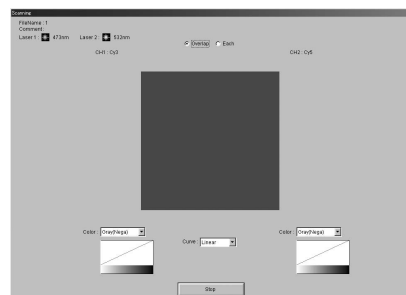 Scanning
FileName : 1
Comment:
Laser 1 : 473nm Laser 2 : 532nm
Overlap Each
CH1 : Cy3 CH2 : Cy5
Color : Gray(Nega) Color : Gray(Nega)
Curve : Linear
Stop